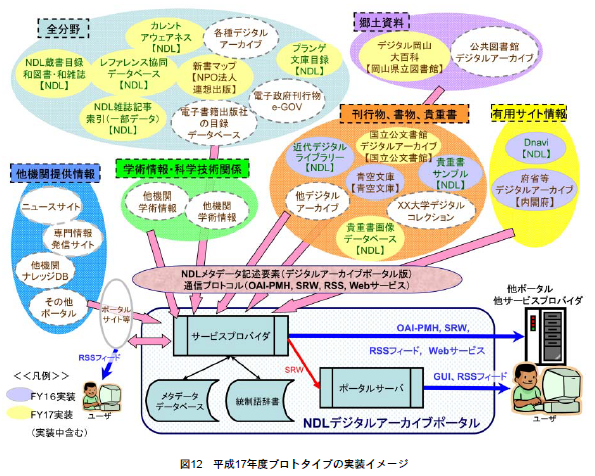 全分野
カレント
アウェアネス
【NDL】
各種デジタル
アーカイブ
NDL蔵書目録
和図書・和雑誌
【NDL】
レファレンス協同
データベース
【NDL】
新書マップ
【NPO法人
連想出版】
プランゲ
文庫目録
【NDL】
NDL雑誌記事
索引(一部データ)
【NDL】
電子書籍出版社
の目録
データベース
電子政府刊行物
e-GOV
郷土資料
デジタル岡山
大百科
【岡山県立図書館】
公共図書館
デジタルアーカイブ
刊行物、書物、貴重書
国立公文書館
デジタルアーカイブ
【国立公文書館】
近代デジタル
ライブラリー
【NDL】
青空文庫
【青空文庫】
貴重書
サンプル
【NDL】
他デジタル
アーカイブ
XX大学デジタル
コレクション
貴重書画像
データベース
【NDL】
有用サイト情報
Dnavi
【NDL】
府省等
デジタルアーカイブ
【内閣府】
他機関提供情報
ニュースサイト
専門情報
発信サイト
他機関
ナレッジDB
その他
ポータル
学術情報・科学技術関係
他機関
学術情報
他機関
学術情報
NDLメタデータ記述要素(デジタルアーカイブポータル版)
通信プロトコル(OAI-PMH, SRW, RSS, Webサービス)
ポータル
サイト等
RSSフィード
ユーザ
サービスプロバイダ
メタデータ
データベース
統制語辞書
SRW
ポータルサーバ
OAI-PMH, SRW,
RSSフィード、 Webサービス
GUI, RSSフィード
NDLデジタルアーカイブポータル
他ポータル
他サービスプロバイダ
ユーザ
<<凡例>>
FY16実装
FY17実装
(実装中含む)
図12 平成17年度プロトタイプの実装イメージ